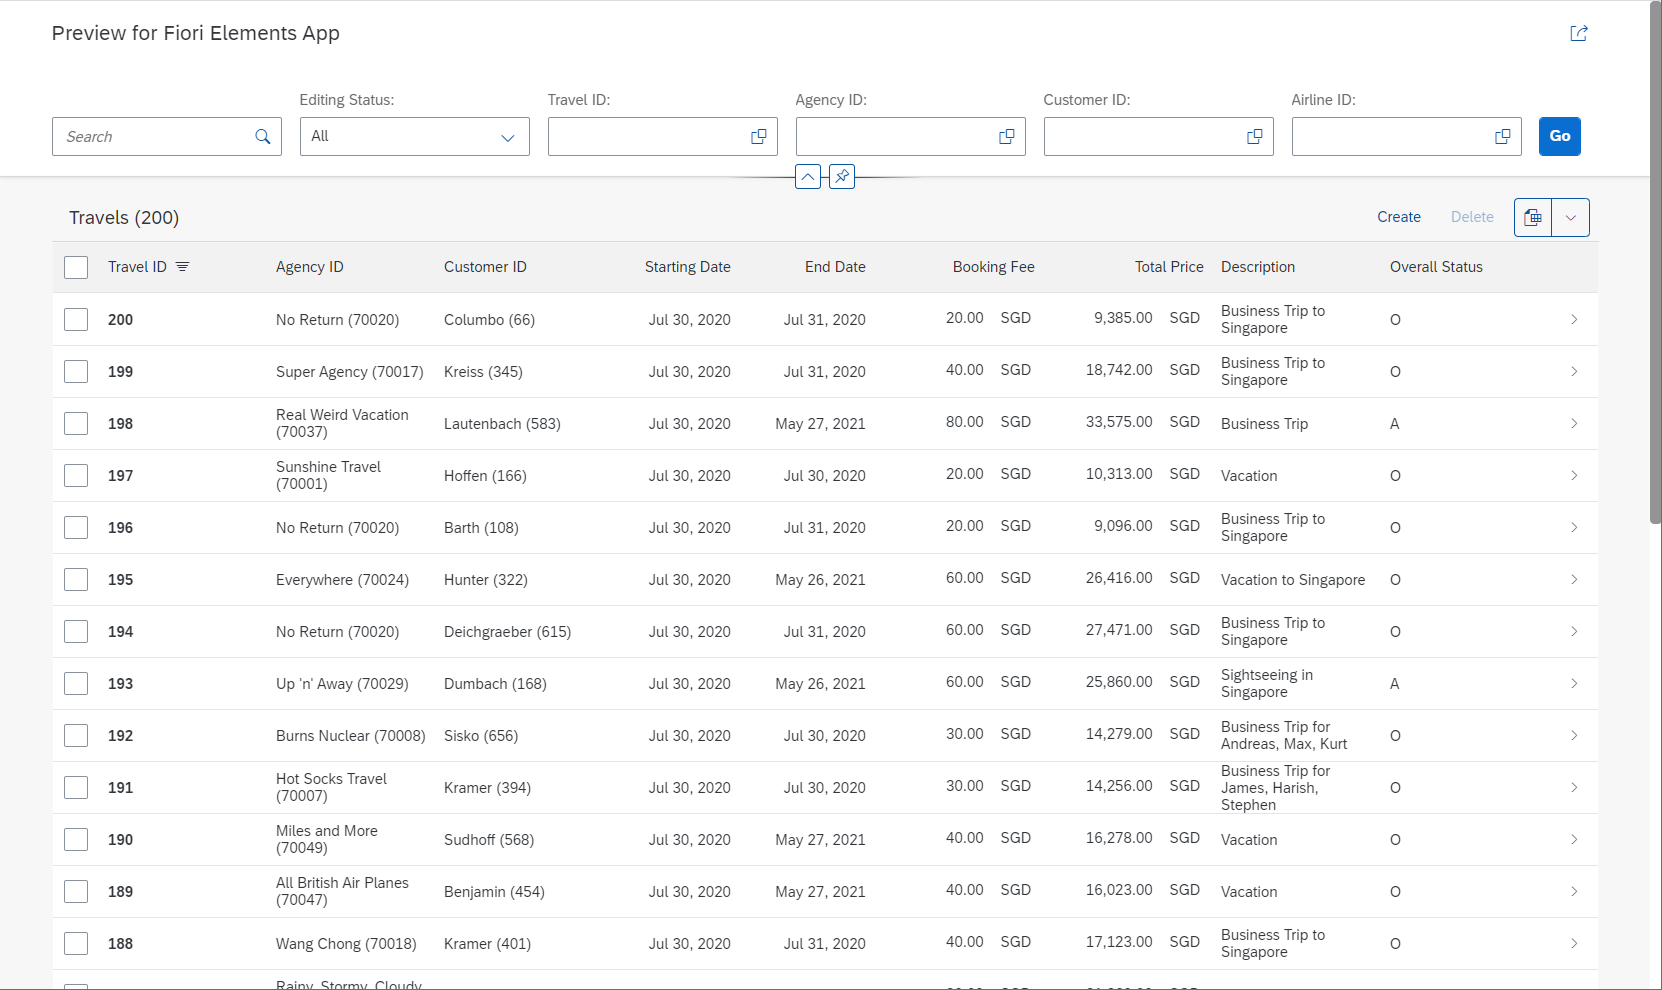 Preview for Fiori Elements App
Editing Status: Travel ID: Agency ID: Customer ID: Airline ID:
Search All Go
Travels (200) Create Delete
Travel ID Agency ID Customer ID Starting Date End Date Booking Fee Total Price Description Overall Status
200 No Return (70020) Columbo (66) Jul 30, 2020 Jul 31, 2020 20.00 SGD 9,385.00 SGD Business Trip to Singapore O
199 Super Agency (70017) Kreiss (345) Jul 30, 2020 Jul 31, 2020 40.00 SGD 18,742.00 SGD Business Trip to Singapore O
198 Real Weird Vacation (70037) Lautenbach (583) Jul 30, 2020 May 27, 2021 80.00 SGD 33,575.00 SGD Business Trip A
197 Sunshine Travel (70001) Hoffen (166) Jul 30, 2020 Jul 30, 2020 20.00 SGD 10,313.00 SGD Vacation O
196 No Return (70020) Barth (108) Jul 30, 2020 Jul 31, 2020 20.00 SGD 9,096.00 SGD Business Trip to Singapore O
195 Everywhere (70024) Hunter (322) Jul 30, 2020 May 26, 2021 60.00 SGD 26,416.00 SGD Vacation to Singapore O
194 No Return (70020) Deichgraeber (615) Jul 30, 2020 Jul 31, 2020 60.00 SGD 27,471.00 SGD Business Trip to Singapore O
193 Up 'n' Away (70029) Dumbach (168) Jul 30, 2020 May 26, 2021 60.00 SGD 25,860.00 SGD Sightseeing in Singapore A
192 Burns Nuclear (70008) Sisko (656) Jul 30, 2020 Jul 30, 2020 30.00 SGD 14,279.00 SGD Business Trip for Andreas, Max, Kurt O
191 Hot Socks Travel (70007) Kramer (394) Jul 30, 2020 Jul 30, 2020 30.00 SGD 14,256.00 SGD Business Trip for James, Harish, Stephen O
190 Miles and More (70049) Sudhoff (568) Jul 30, 2020 May 27, 2021 40.00 SGD 16,278.00 SGD Vacation O
189 All British Air Planes (70047) Benjamin (454) Jul 30, 2020 May 27, 2021 40.00 SGD 16,023.00 SGD Vacation O
188 Wang Chong (70018) Kramer (401) Jul 30, 2020 Jul 31, 2020 40.00 SGD 17,123.00 SGD Business Trip to Singapore O
Rainy, Stormy, Cloudy